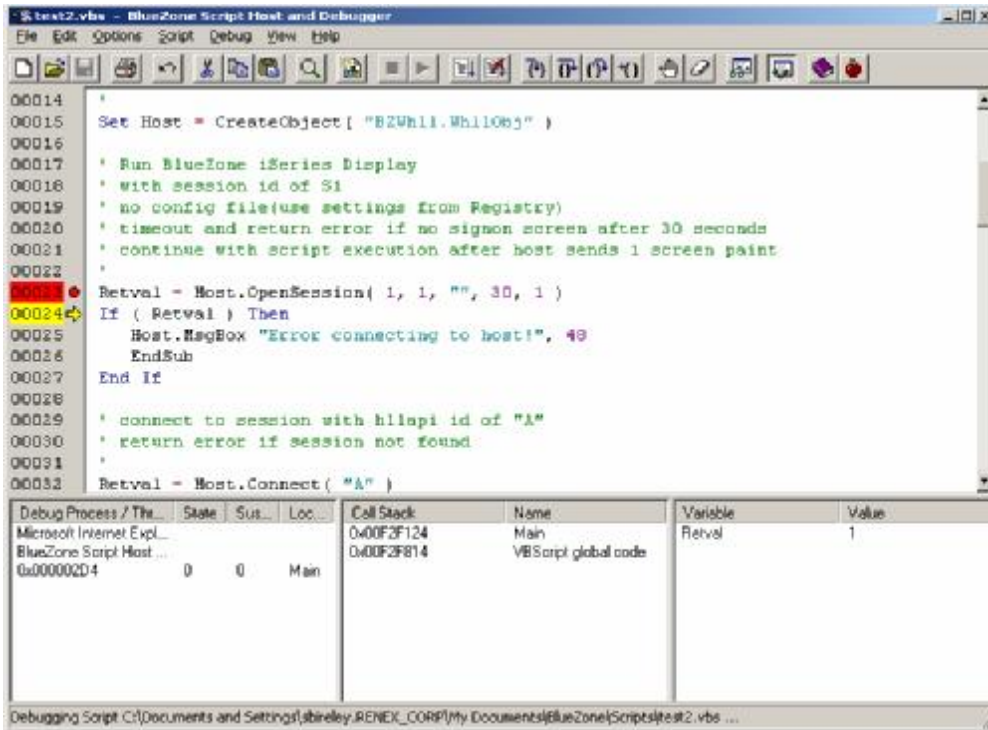 test2.vbs - BlueZone Script Host and Debugger
File Edit Options Script Debug View Help
00014 '
00015 Set Host = CreateObject( "BZWhll.WhllObj" )
00016
00017 ' Run BlueZone iSeries Display
00018 ' with session id of S1
00019 ' no config file(use settings from Registry)
00020 ' timeout and return error if no signon screen after 30 seconds
00021 ' continue with script execution after host sends 1 screen paint
00022 '
00023 Retval = Host.OpenSession( 1, 1, "", 30, 1 )
00024 If ( Retval ) Then
00025 Host.MsgBox "Error connecting to host!", 48
00026 EndSub
00027 End If
00028
00029 ' connect to session with hllapi id of "A"
00030 ' return error if session not found
00031 '
00032 Retval = Host.Connect( "A" )
Debug Process / Thr... State Sus... Loc... Call Stack Name Variable Value
Microsoft Internet Expl... 0x00F2F124 Main Retval 1
BlueZone Script Host ... 0x00F2F814 VBScript global code
0x000002D4 0 0 Main
Debugging Script C:\Documents and Settings\sbireley.RENEX_CORP\My Documents\BlueZone\Scripts\test2.vbs ...